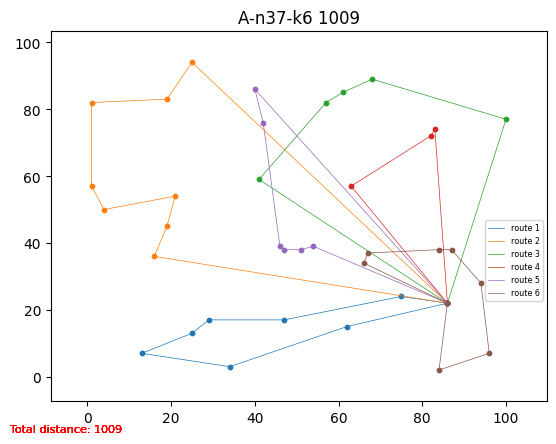 A-n37-k6 1009
100
80
60
40
20
0
0 20 40 60 80 100
route 1
route 2
route 3
route 4
route 5
route 6
Total distance: 1009